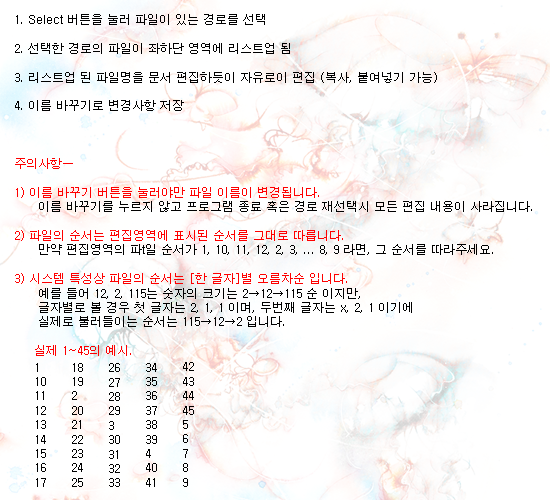 1. Select 버튼을 눌러 파일이 있는 경로를 선택
2. 선택한 경로의 파일이 좌하단 영역에 리스트업 됨
3. 리스트업 된 파일명을 문서 편집하듯이 자유로이 편집 (복사, 붙여넣기 가능)
4. 이름 바꾸기로 변경사항 저장
주의사항ㅡ
1) 이름 바꾸기 버튼을 눌러야만 파일 이름이 변경됩니다.
이름 바꾸기를 누르지 않고 프로그램 종료 혹은 경로 재선택시 모든 편집 내용이 사라집니다.
2) 파일의 순서는 편집영역에 표시된 순서를 그대로 따릅니다.
만약 편집영역의 파일 순서가 1, 10, 11, 12, 2, 3, ... 8, 9 라면, 그 순서를 따라주세요.
3) 시스템 특성상 파일의 순서는 [한 글자]별 오름차순 입니다.
예를 들어 12, 2, 115는 숫자의 크기는 2→12→115 순 이지만,
글자별로 볼 경우 첫 글자는 2, 1, 1 이며, 두번째 글자는 x, 2, 1 이기에
실제로 불러들이는 순서는 115→12→2 입니다.
실제 1~45의 예시.
1 18 26 34 42
10 19 27 35 43
11 2 28 36 44
12 20 29 37 45
13 21 3 38 5
14 22 30 39 6
15 23 31 4 7
16 24 32 40 8
17 25 33 41 9